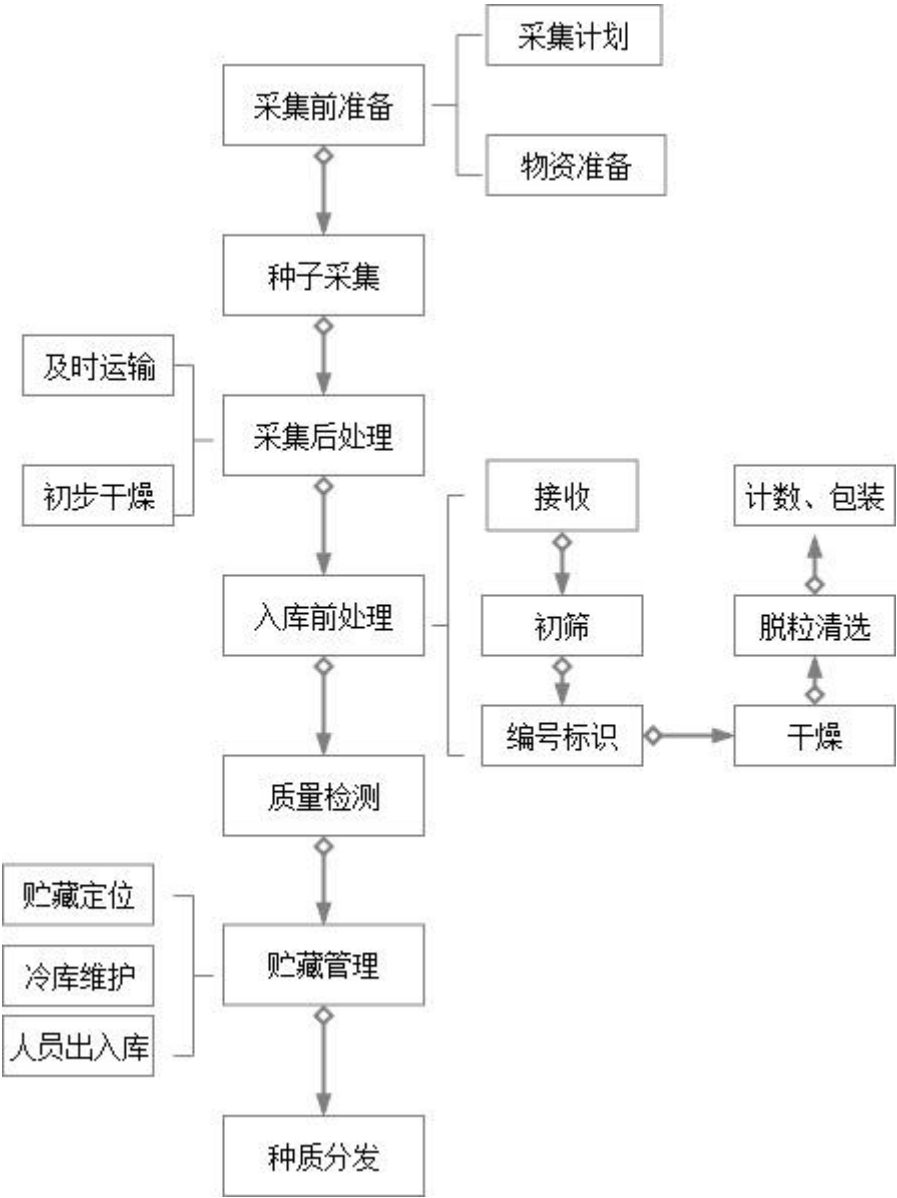 采集计划
采集前准备
物资准备
种子采集
及时运输
采集后处理
初步干燥
接收
计数、包装
入库前处理
初筛
脱粒清选
编号标识
干燥
质量检测
贮藏定位
贮藏管理
冷库维护
人员出入库
种质分发